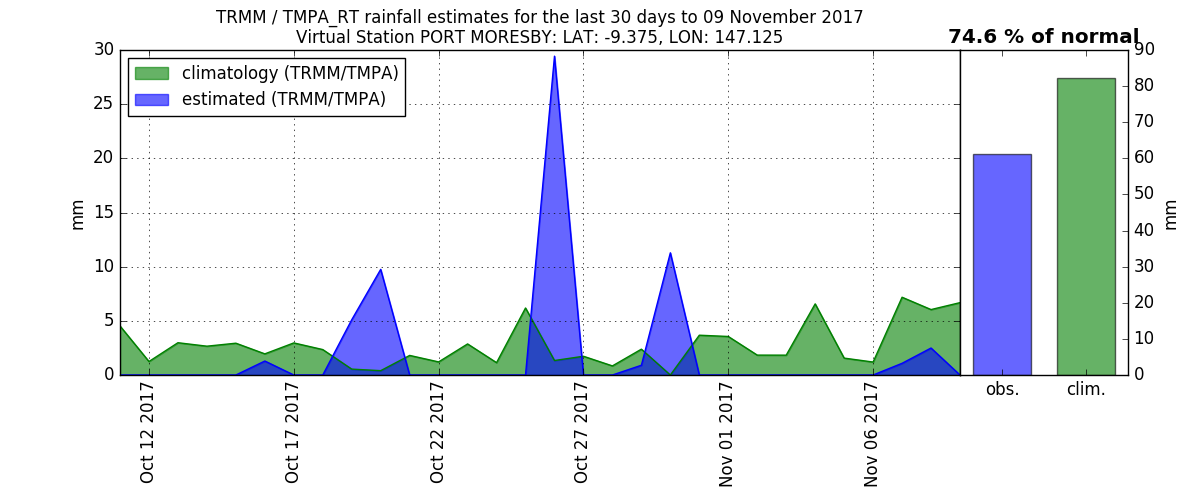 TRMM / TMPA_RT rainfall estimates for the last 30 days to 09 November 2017
Virtual Station PORT MORESBY: LAT: -9.375, LON: 147.125
74.6 % of normal
climatology (TRMM/TMPA)
estimated (TRMM/TMPA)
30
25
20
15
10
5
0
mm
Oct 12 2017
Oct 17 2017
Oct 22 2017
Oct 27 2017
Nov 01 2017
Nov 06 2017
90
80
70
60
50
40
30
20
10
0
mm
obs.
clim.